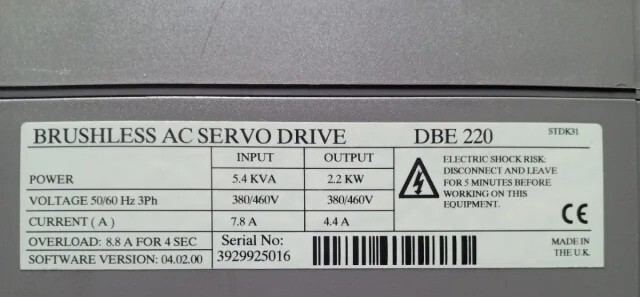 BRUSHLESS AC SERVO DRIVE DBE 220 STDK31
INPUT OUTPUT
POWER 5.4 KVA 2.2 KW
VOLTAGE 50/60 Hz 3Ph 380/460V 380/460V
CURRENT ( A ) 7.8 A 4.4 A
OVERLOAD: 8.8 A FOR 4 SEC
SOFTWARE VERSION: 04.02.00
Serial No:
3929925016
ELECTRIC SHOCK RISK:
DISCONNECT AND LEAVE
FOR 5 MINUTES BEFORE
WORKING ON THIS
EQUIPMENT.
CE
MADE IN
THE U.K.